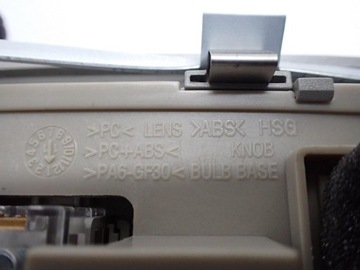 >PC< LENS >ABS< HSG
>PC+ABS< KNOB
>PA6-GF30< BULB BASE